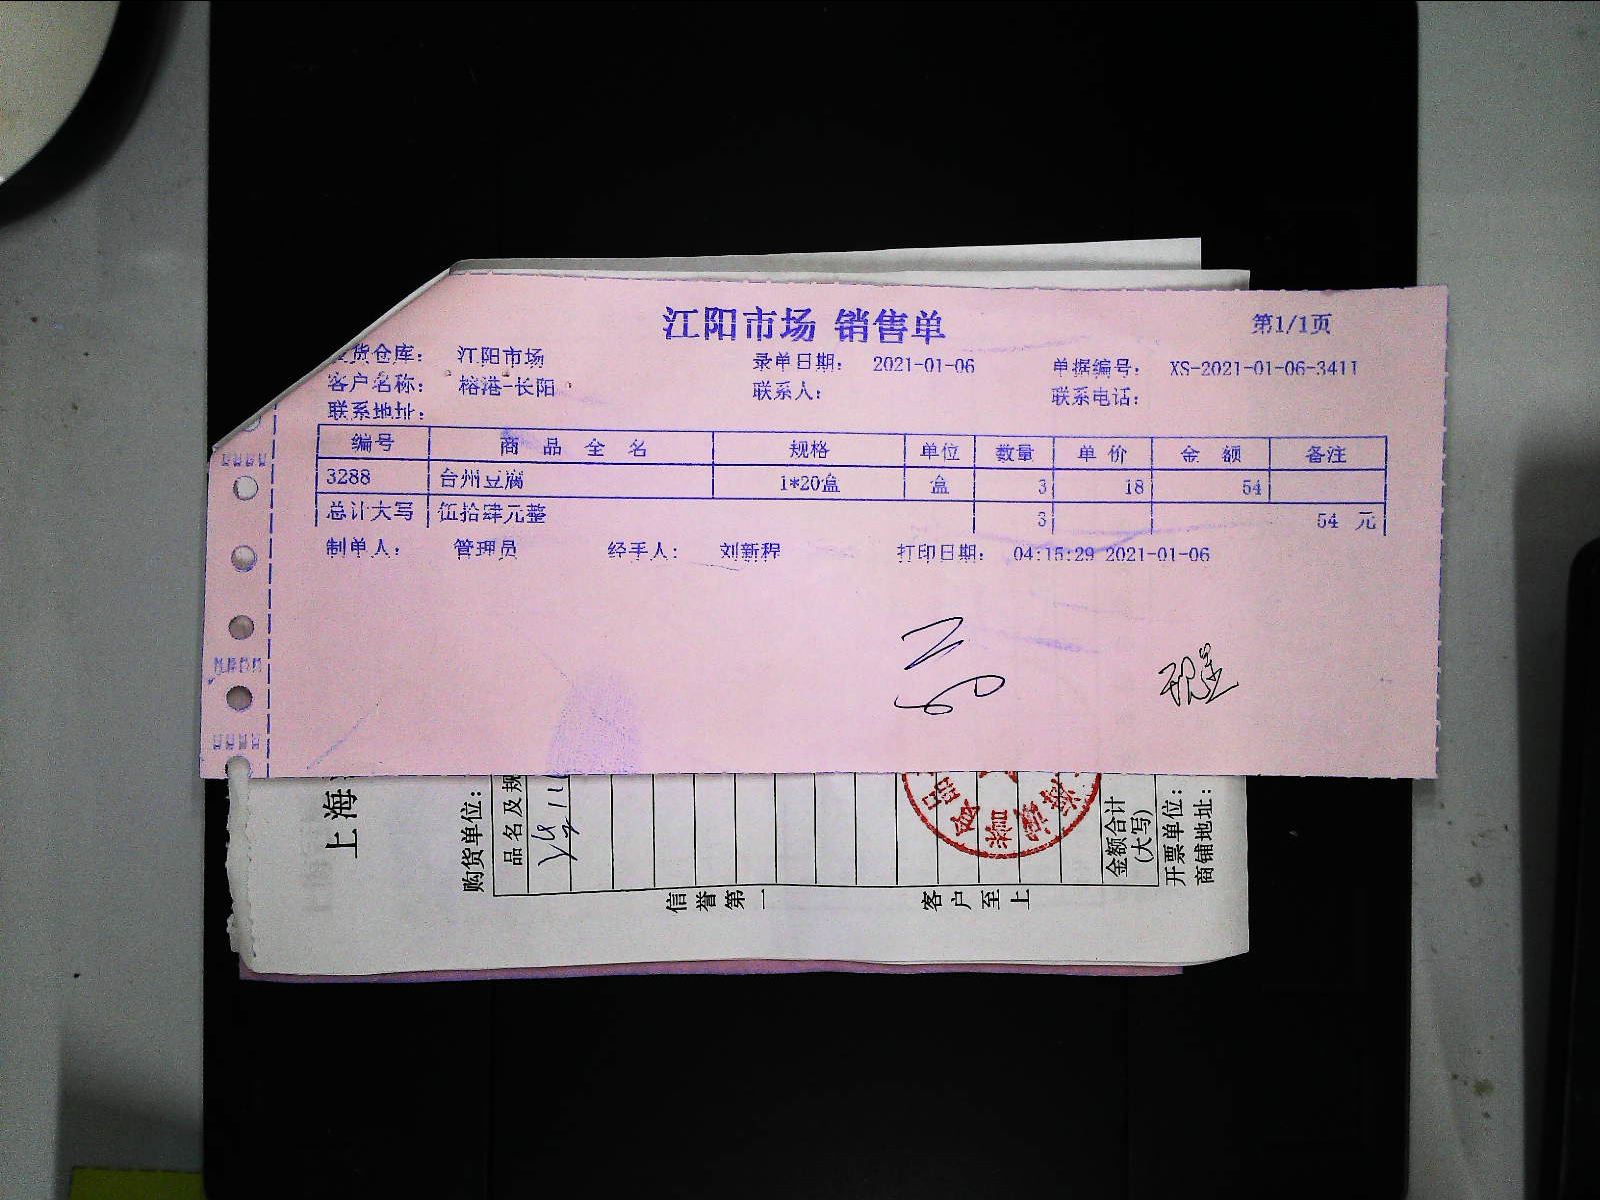 江阳市场 销售单
第1/1页
货仓库： 江阳市场 录单日期： 2021-01-06 单据编号： XS-2021-01-06-3411
客户名称： 榕港-长阳 联系人： 联系电话：
联系地址：
编号 商品全名 规格 单位 数量 单价 金额 备注
3288 台州豆腐 1*20盒 盒 3 18 54
总计大写 伍拾肆元整 3 54 元
制单人： 管理员 经手人： 刘新程 打印日期： 04:15:29 2021-01-06
上海
购货单位：
品名及规
信誉第一
客户至上
金额合计
(大写)
开票单位：
商铺地址：